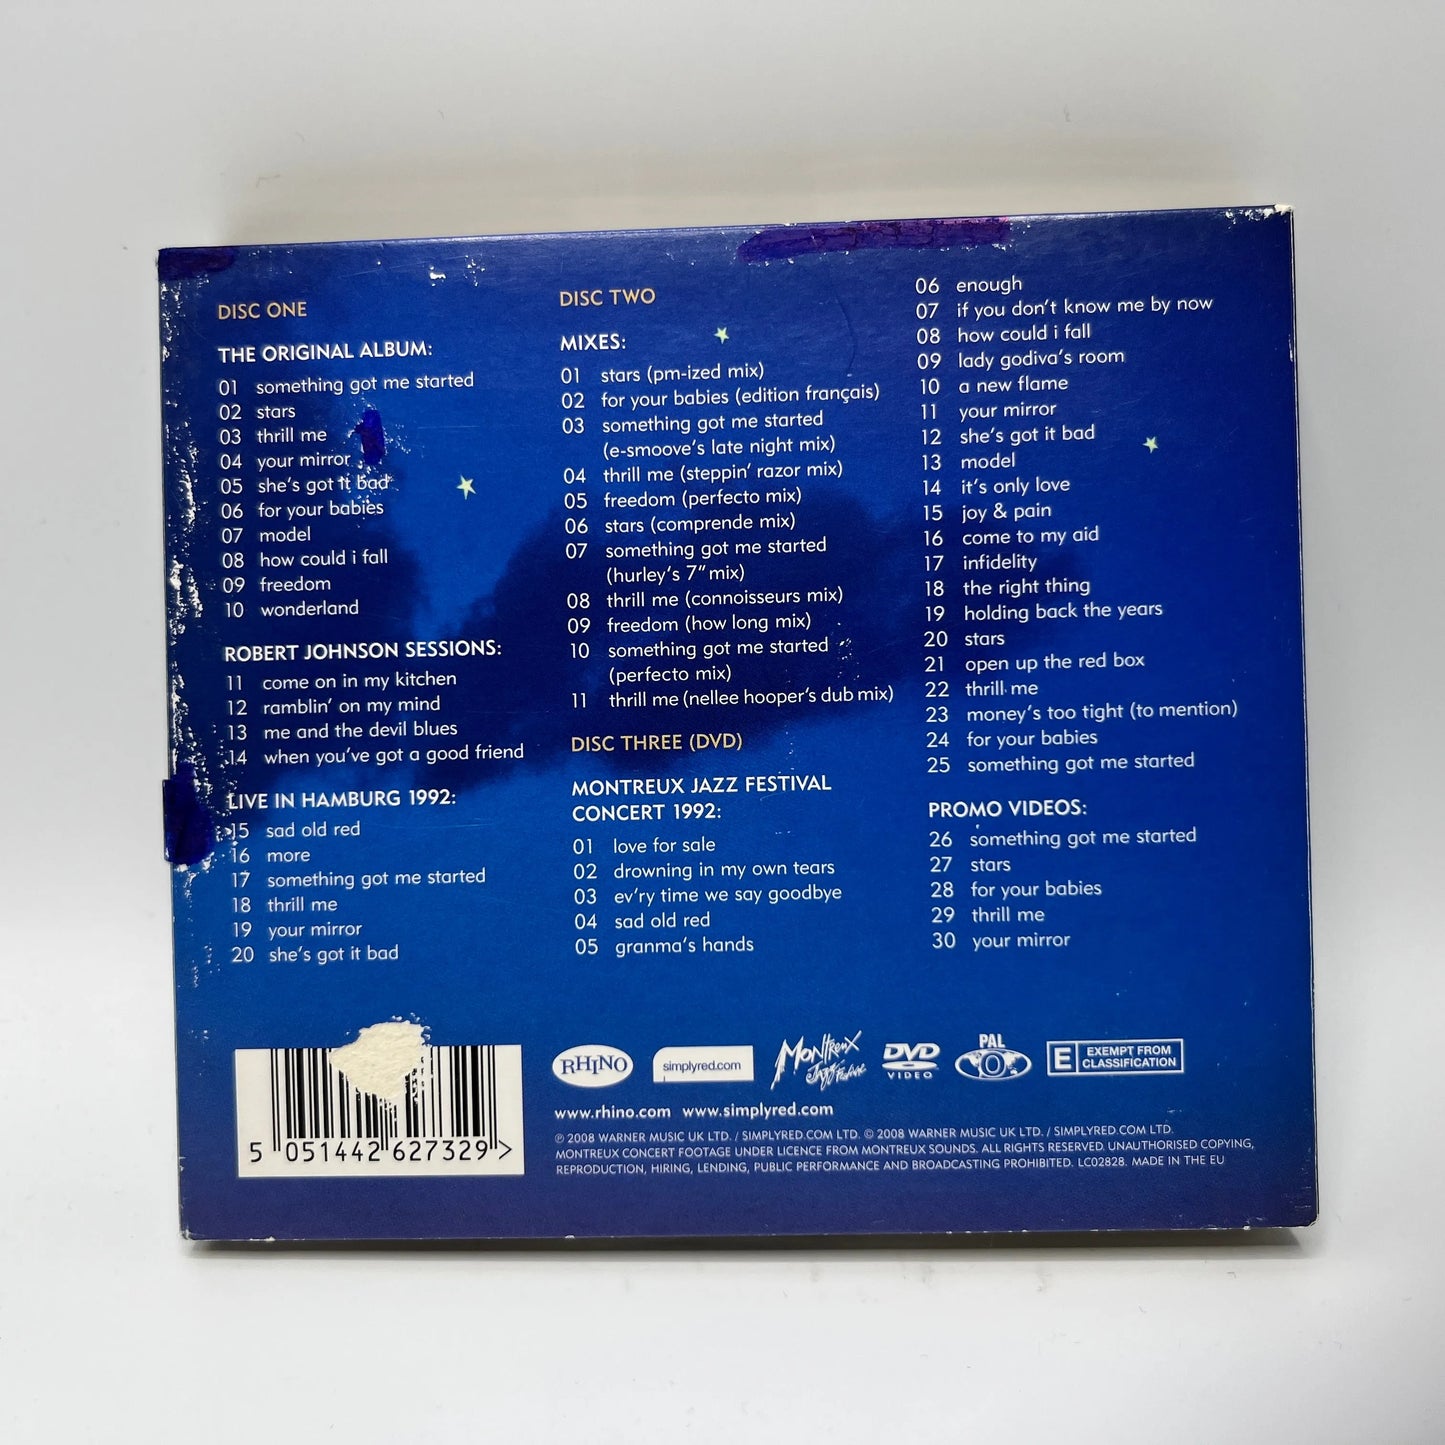 DISC ONE
THE ORIGINAL ALBUM:
01 something got me started
02 stars
03 thrill me
04 your mirror
05 she's got it bad
06 for your babies
07 model
08 how could i fall
09 freedom
10 wonderland
ROBERT JOHNSON SESSIONS:
11 come on in my kitchen
12 ramblin' on my mind
13 me and the devil blues
14 when you've got a good friend
LIVE IN HAMBURG 1992:
15 sad old red
16 more
17 something got me started
18 thrill me
19 your mirror
20 she's got it bad
DISC TWO
MIXES:
01 stars (pm-ized mix)
02 for your babies (edition français)
03 something got me started
(e-smoove's late night mix)
04 thrill me (steppin' razor mix)
05 freedom (perfecto mix)
06 stars (comprende mix)
07 something got me started
(hurley's 7" mix)
08 thrill me (connoisseurs mix)
09 freedom (how long mix)
10 something got me started
(perfecto mix)
11 thrill me (nellee hooper's dub mix)
DISC THREE (DVD)
MONTREUX JAZZ FESTIVAL
CONCERT 1992:
01 love for sale
02 drowning in my own tears
03 ev'ry time we say goodbye
04 sad old red
05 granma's hands
06 enough
07 if you don't know me by now
08 how could i fall
09 lady godiva's room
10 a new flame
11 your mirror
12 she's got it bad
13 model
14 it's only love
15 joy & pain
16 come to my aid
17 infidelity
18 the right thing
19 holding back the years
20 stars
21 open up the red box
22 thrill me
23 money's too tight (to mention)
24 for your babies
25 something got me started
PROMO VIDEOS:
26 something got me started
27 stars
28 for your babies
29 thrill me
30 your mirror
5 051442 627329 >
RHINO
simplyred.com
Montreux
Jazz Festival
DVD
VIDEO
PAL
0
E EXEMPT FROM
CLASSIFICATION
www.rhino.com www.simplyred.com
℗ 2008 WARNER MUSIC UK LTD. / SIMPLYRED.COM LTD. © 2008 WARNER MUSIC UK LTD. / SIMPLYRED.COM LTD.
MONTREUX CONCERT FOOTAGE UNDER LICENCE FROM MONTREUX SOUNDS. ALL RIGHTS RESERVED. UNAUTHORISED COPYING,
REPRODUCTION, HIRING, LENDING, PUBLIC PERFORMANCE AND BROADCASTING PROHIBITED. LC02828. MADE IN THE EU